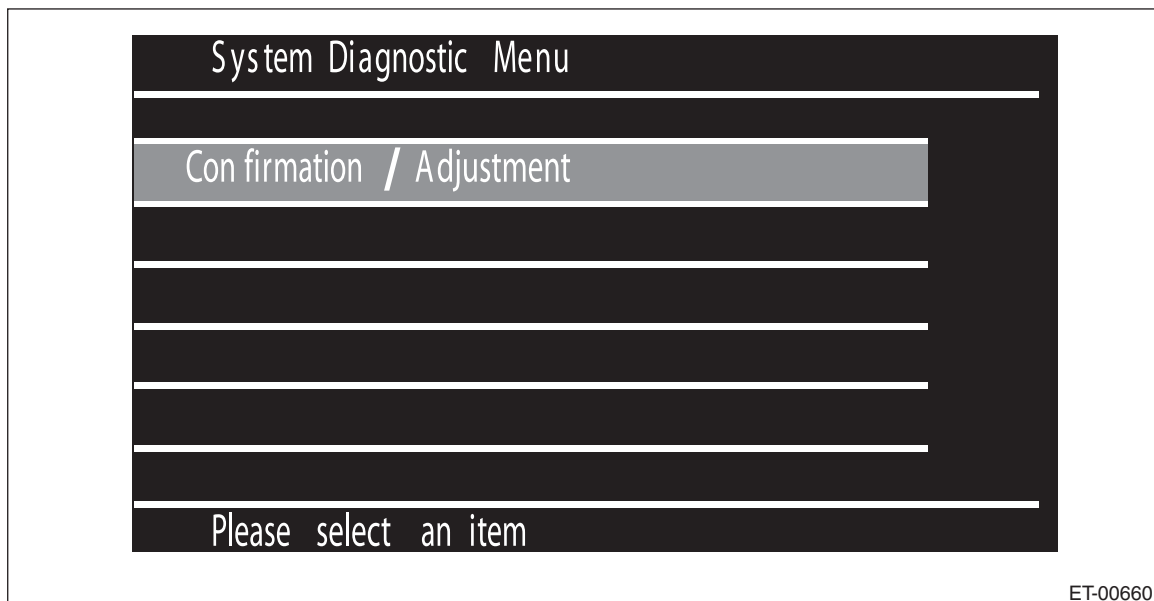 System Diagnostic Menu
Confirmation / Adjustment
Please select an item
ET-00660